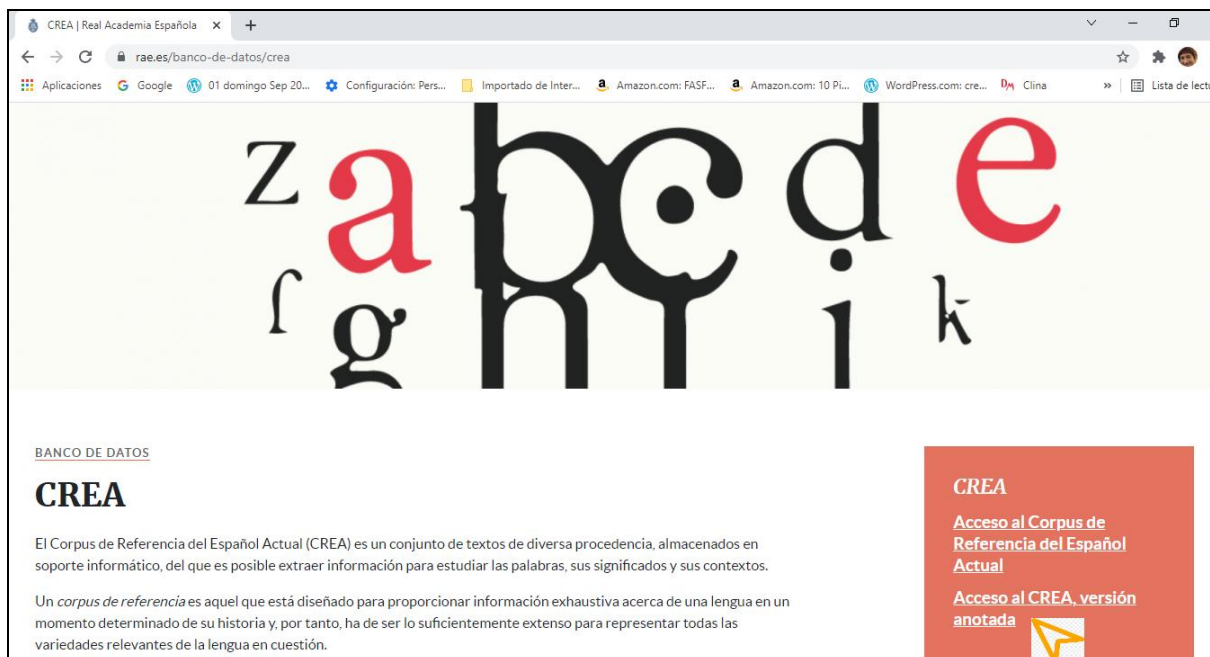 CREA | Real Academia Española
rae.es/banco-de-datos/crea
Aplicaciones Google 01 domingo Sep 20... Configuración: Pers... Importado de Inter... Amazon.com: FASF... Amazon.com: 10 Pi... WordPress.com: cre... DM Clina » Lista de lectu
z a b c d e
f g h i j k
BANCO DE DATOS
CREA
El Corpus de Referencia del Español Actual (CREA) es un conjunto de textos de diversa procedencia, almacenados en
soporte informático, del que es posible extraer información para estudiar las palabras, sus significados y sus contextos.
Un corpus de referencia es aquel que está diseñado para proporcionar información exhaustiva acerca de una lengua en un
momento determinado de su historia y, por tanto, ha de ser lo suficientemente extenso para representar todas las
variedades relevantes de la lengua en cuestión.
CREA
Acceso al Corpus de
Referencia del Español
Actual
Acceso al CREA, versión
anotada